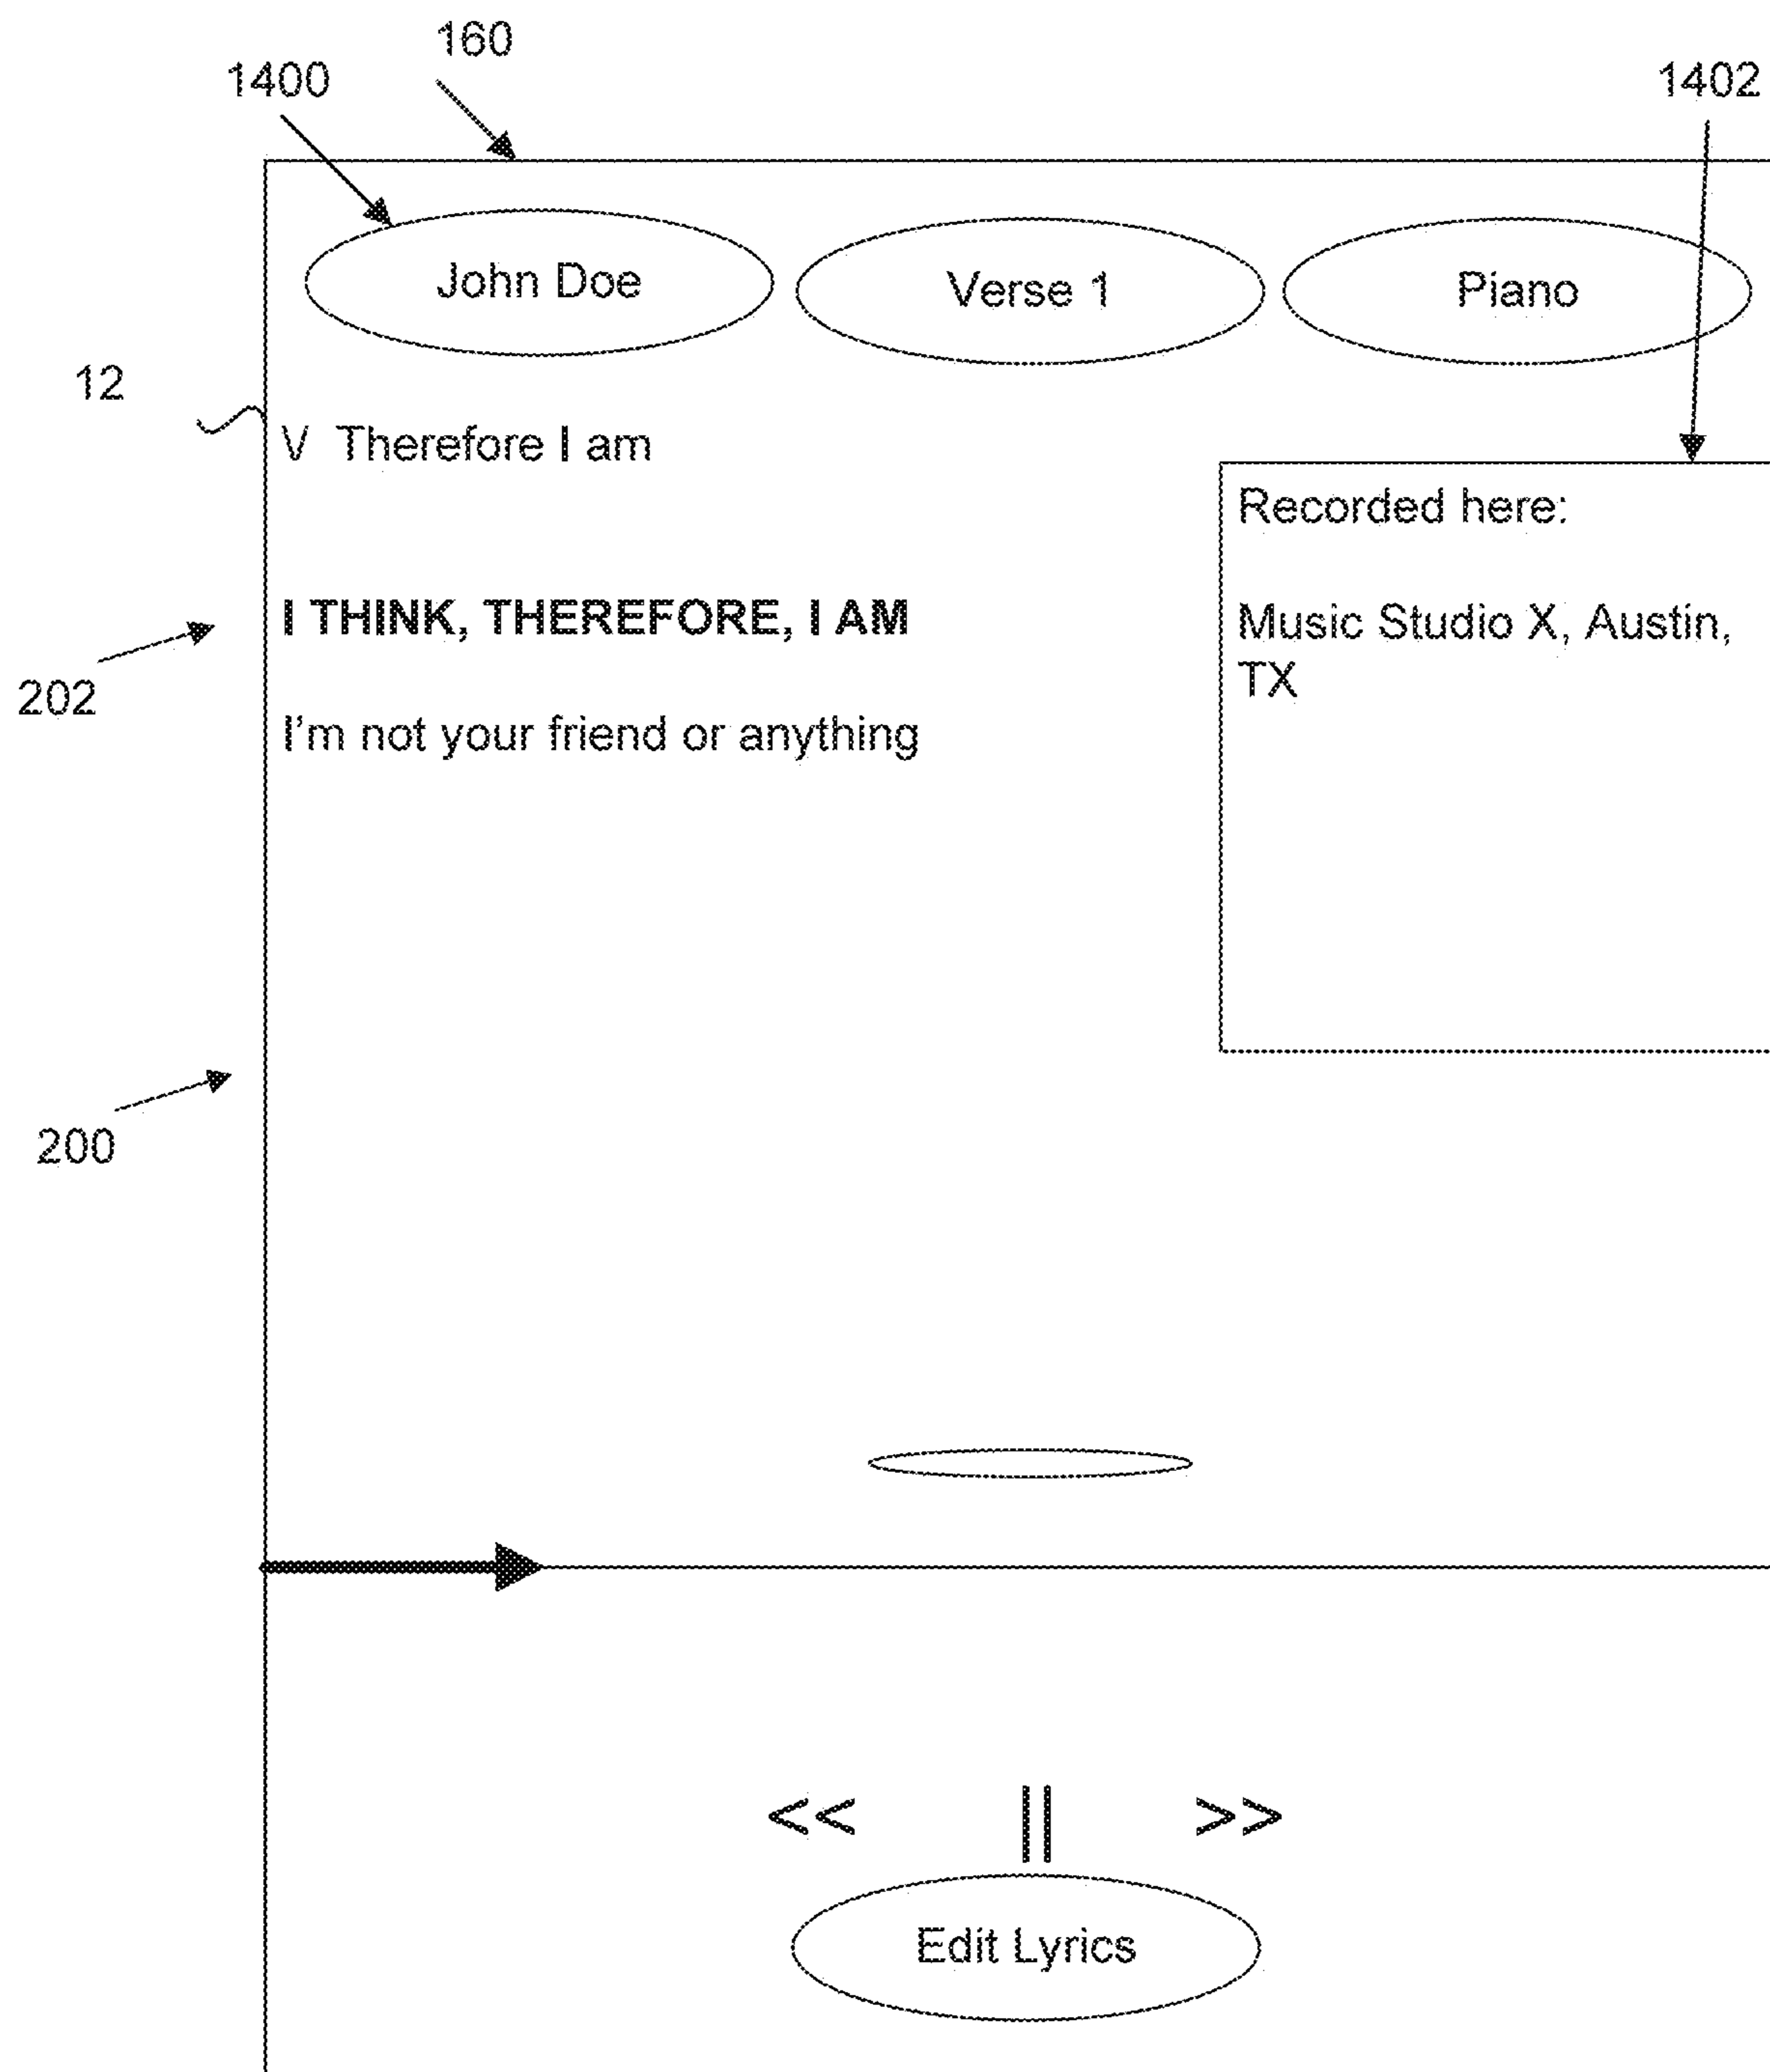 160
1400
1402
John Doe
Verse 1
Piano
12
V Therefore I am
Recorded here:
I THINK, THEREFORE, I AM
Music Studio X, Austin,
TX
202
I'm not your friend or anything
200
<< || >>
Edit Lyrics